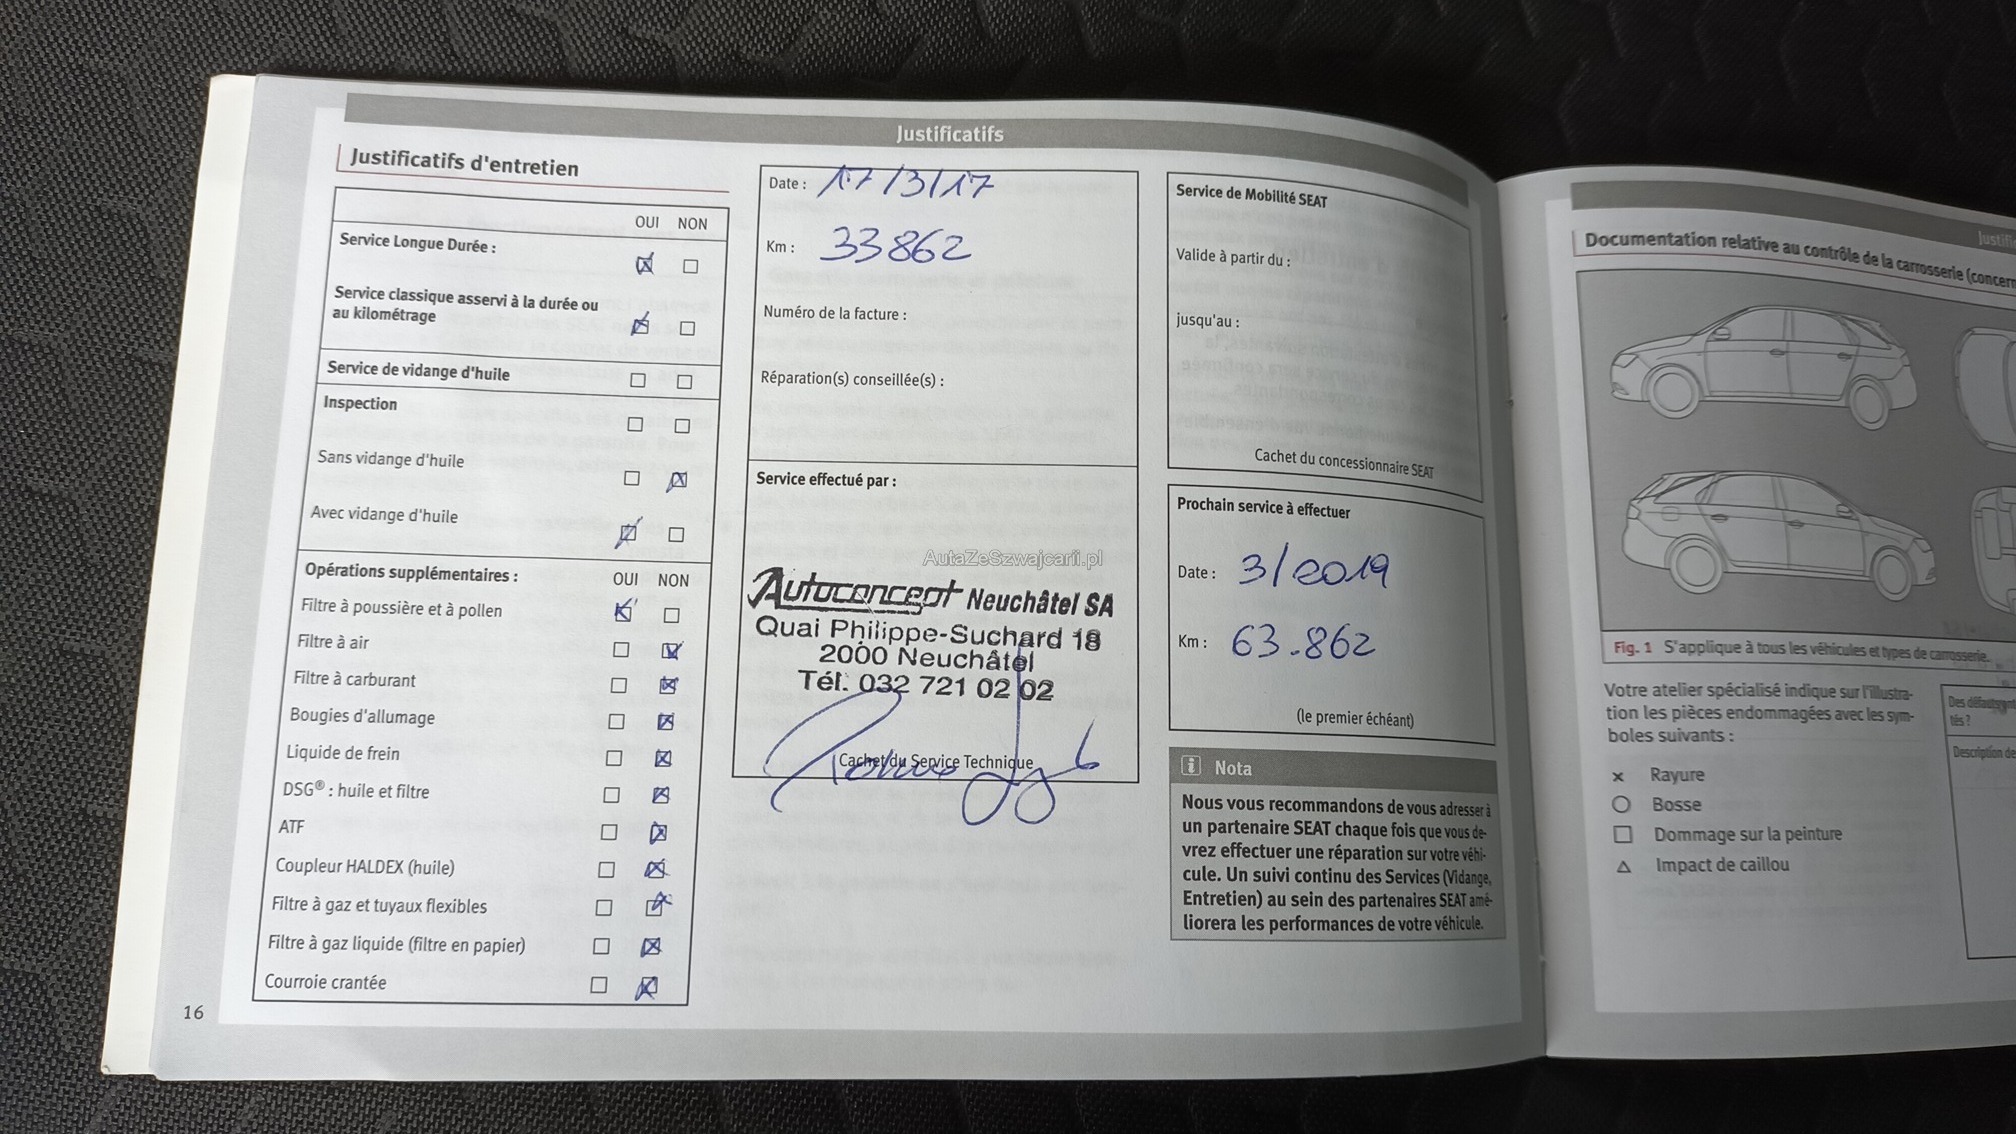 Justificatifs
Justificatifs d'entretien
OUI NON
Service Longue Durée :
Service classique asservi à la durée ou
au kilométrage
Service de vidange d'huile
Inspection
Sans vidange d'huile
Avec vidange d'huile
Opérations supplémentaires : OUI NON
Filtre à poussière et à pollen
Filtre à air
Filtre à carburant
Bougies d'allumage
Liquide de frein
DSG® : huile et filtre
ATF
Coupleur HALDEX (huile)
Filtre à gaz et tuyaux flexibles
Filtre à gaz liquide (filtre en papier)
Courroie crantée
16
Date : 17/3/17
Km : 33862
Numéro de la facture :
Réparation(s) conseillée(s) :
Service effectué par :
AutaZeSzwajcarii.pl
Autoconcept Neuchâtel SA
Quai Philippe-Suchard 18
2000 Neuchâtel
Tél. 032 721 02 02
Cachet du Service Technique
Service de Mobilité SEAT
Valide à partir du :
jusqu'au :
Cachet du concessionnaire SEAT
Prochain service à effectuer
Date : 3/2019
Km : 63.862
(le premier échéant)
i Nota
Nous vous recommandons de vous adresser à
un partenaire SEAT chaque fois que vous de-
vrez effectuer une réparation sur votre véhi-
cule. Un suivi continu des Services (Vidange,
Entretien) au sein des partenaires SEAT amé-
liorera les performances de votre véhicule.
Documentation relative au contrôle de la carrosserie
Fig. 1 S'applique à tous les véhicules et types de carrosserie.
Votre atelier spécialisé indique sur l'illustra-
tion les pièces endommagées avec les sym-
boles suivants :
Rayure
Bosse
Dommage sur la peinture
Impact de caillou
tés ?
Description